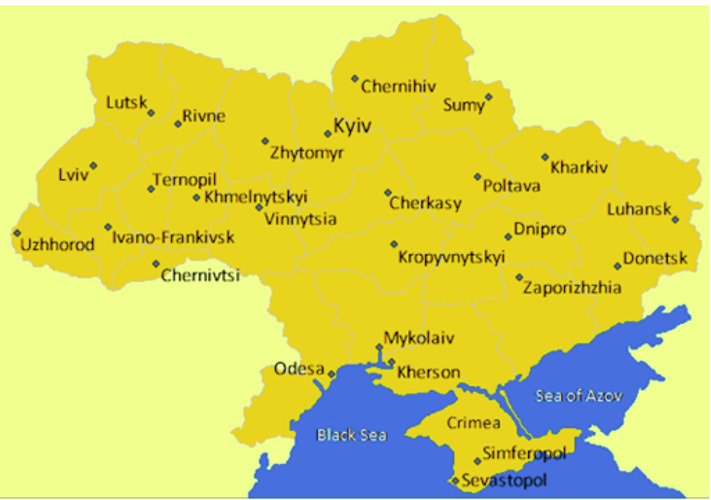 Chernihiv
Lutsk
Sumy
Rivne
Kyiv
Zhytomyr
Kharkiv
Lviv
Ternopil
Poltava
Khmelnytskyi
Cherkasy
Luhansk
Vinnytsia
Dnipro
Ivano-Frankivsk
Uzhhorod
Kropyvnytskyi
Donetsk
Chernivtsi
Zaporizhzhia
Mykolaiv
Odesa
Kherson
Sea of Azov
Crimea
Black Sea
Simferopol
Sevastopol